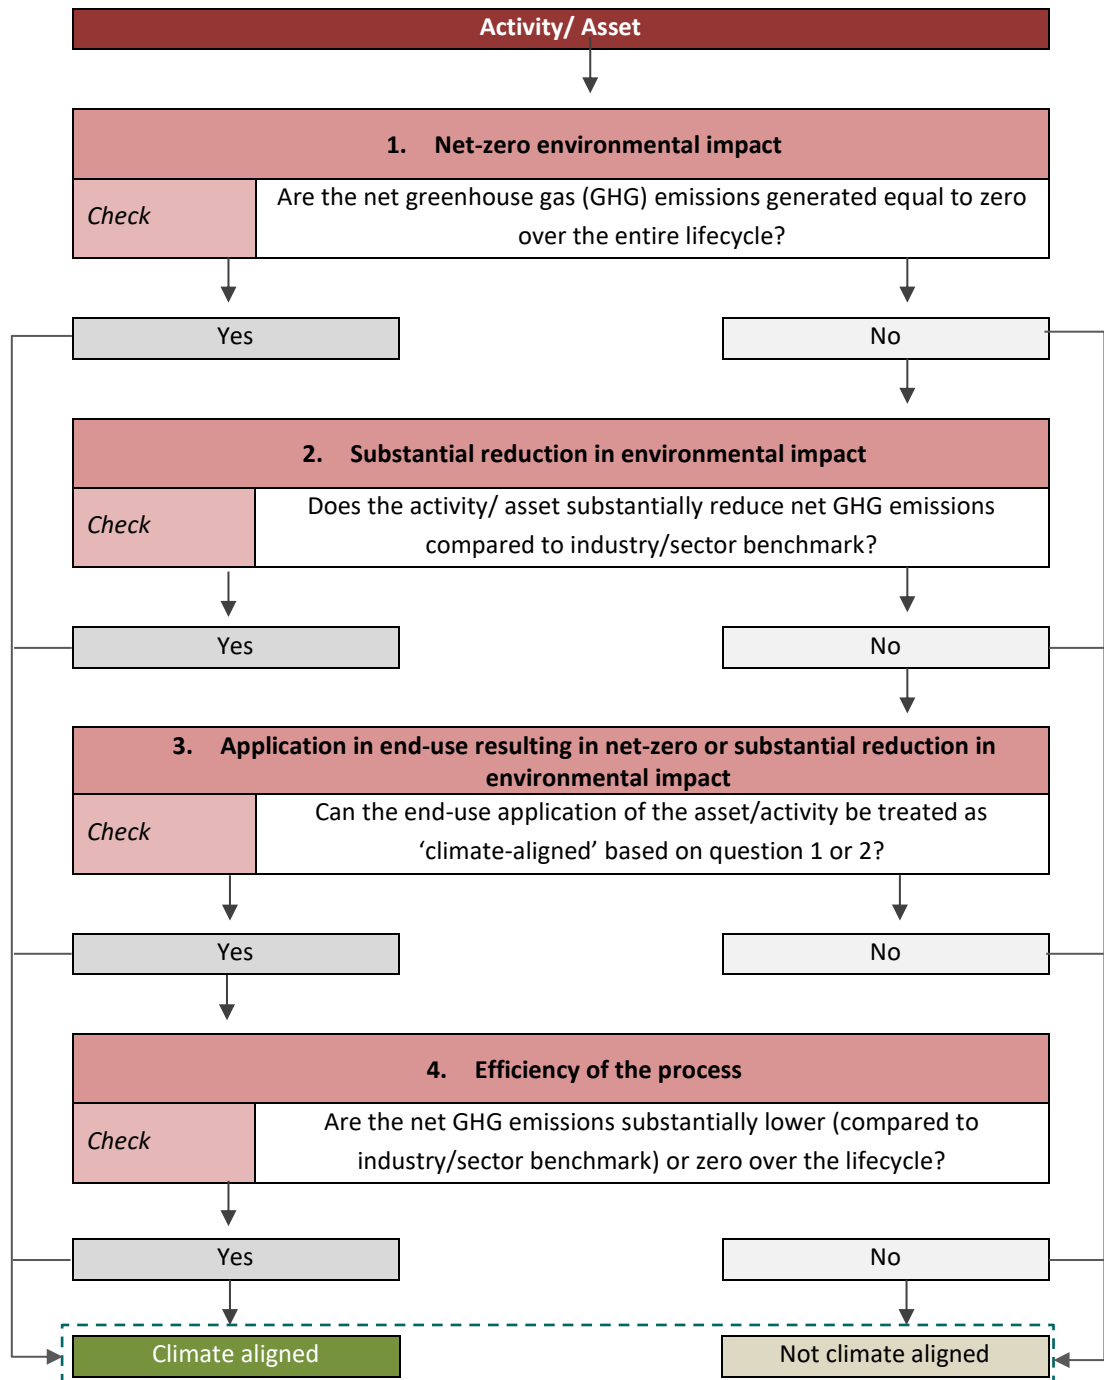 Activity/ Asset
1. Net-zero environmental impact
Check
Are the net greenhouse gas (GHG) emissions generated equal to zero
over the entire lifecycle?
Yes
No
2. Substantial reduction in environmental impact
Check
Does the activity/ asset substantially reduce net GHG emissions
compared to industry/sector benchmark?
Yes
No
3. Application in end-use resulting in net-zero or substantial reduction in
environmental impact
Check
Can the end-use application of the asset/activity be treated as
‘climate-aligned’ based on question 1 or 2?
Yes
No
4. Efficiency of the process
Check
Are the net GHG emissions substantially lower (compared to
industry/sector benchmark) or zero over the lifecycle?
Yes
No
Climate aligned
Not climate aligned